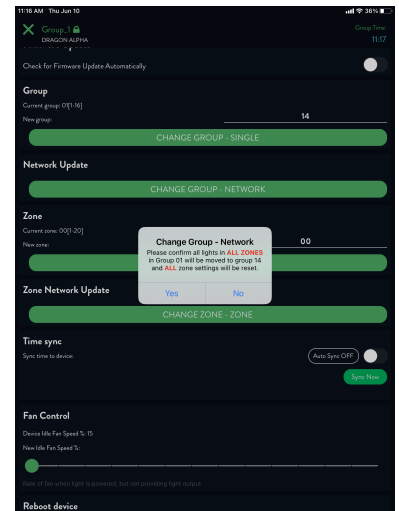 11:16 AM Thu Jun 10
36%
Group_1
Group Time:
DRAGON ALPHA
11:17
Firmware Update
Check for Firmware Update Automatically
Group
Current group: 01[1-16]
New group:
14
CHANGE GROUP - SINGLE
Network Update
CHANGE GROUP - NETWORK
Zone
Current zone: 00[1-20]
New zone:
00
Change Group - Network
Please confirm all lights in ALL ZONES
in Group 01 will be moved to group 14
and ALL zone settings will be reset.
Yes
No
Zone Network Update
CHANGE ZONE - ZONE
Time sync
Sync time to device:
Auto Sync OFF
Sync Now
Fan Control
Device Idle Fan Speed %: 15
New Idle Fan Speed %:
Rate of fan when light is powered, but not providing light output
Reboot device